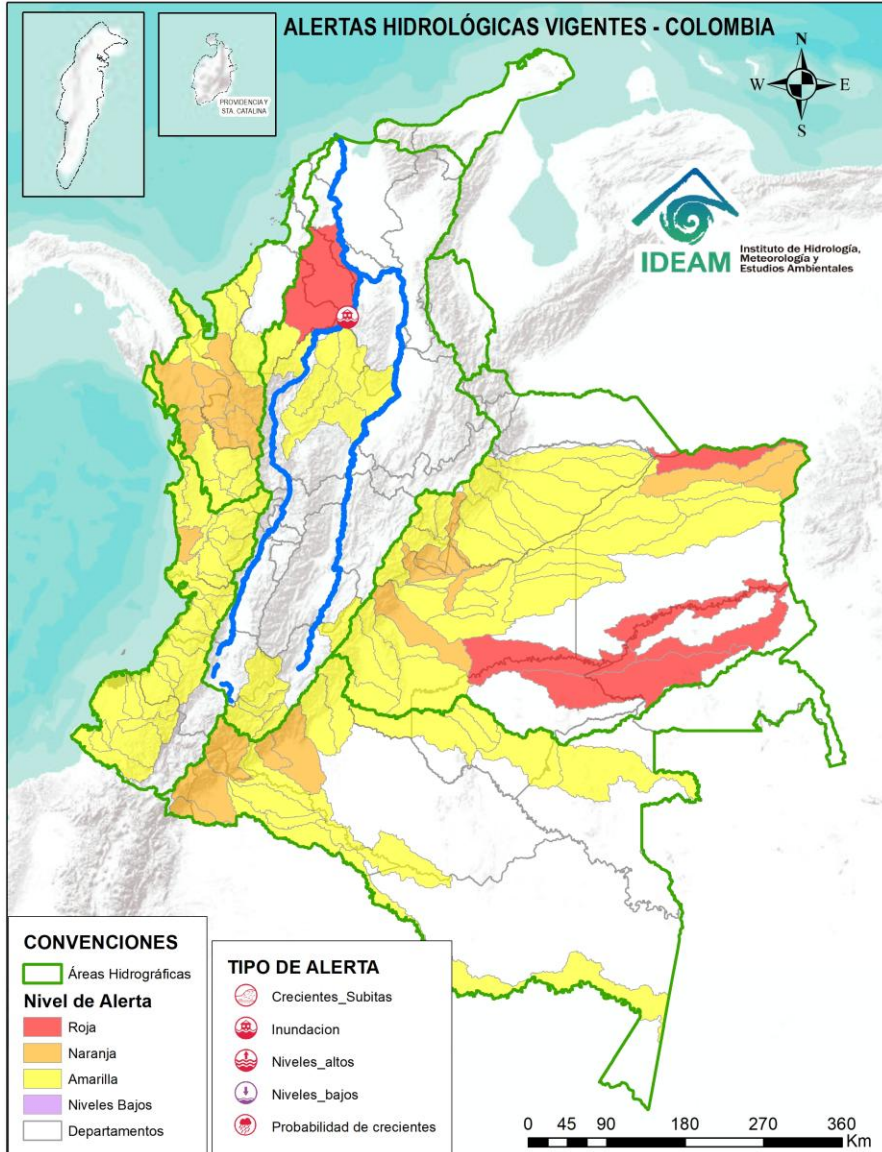 ALERTAS HIDROLÓGICAS VIGENTES - COLOMBIA
PROVIDENCIA Y
STA. CATALINA
N
W
E
S
IDEAM
Instituto de Hidrología,
Meteorología y
Estudios Ambientales
CONVENCIONES
Áreas Hidrográficas
Nivel de Alerta
Roja
Naranja
Amarilla
Niveles Bajos
Departamentos
TIPO DE ALERTA
Crecientes_Subitas
Inundacion
Niveles_altos
Niveles_bajos
Probabilidad de crecientes
0 45 90 180 270 360
Km